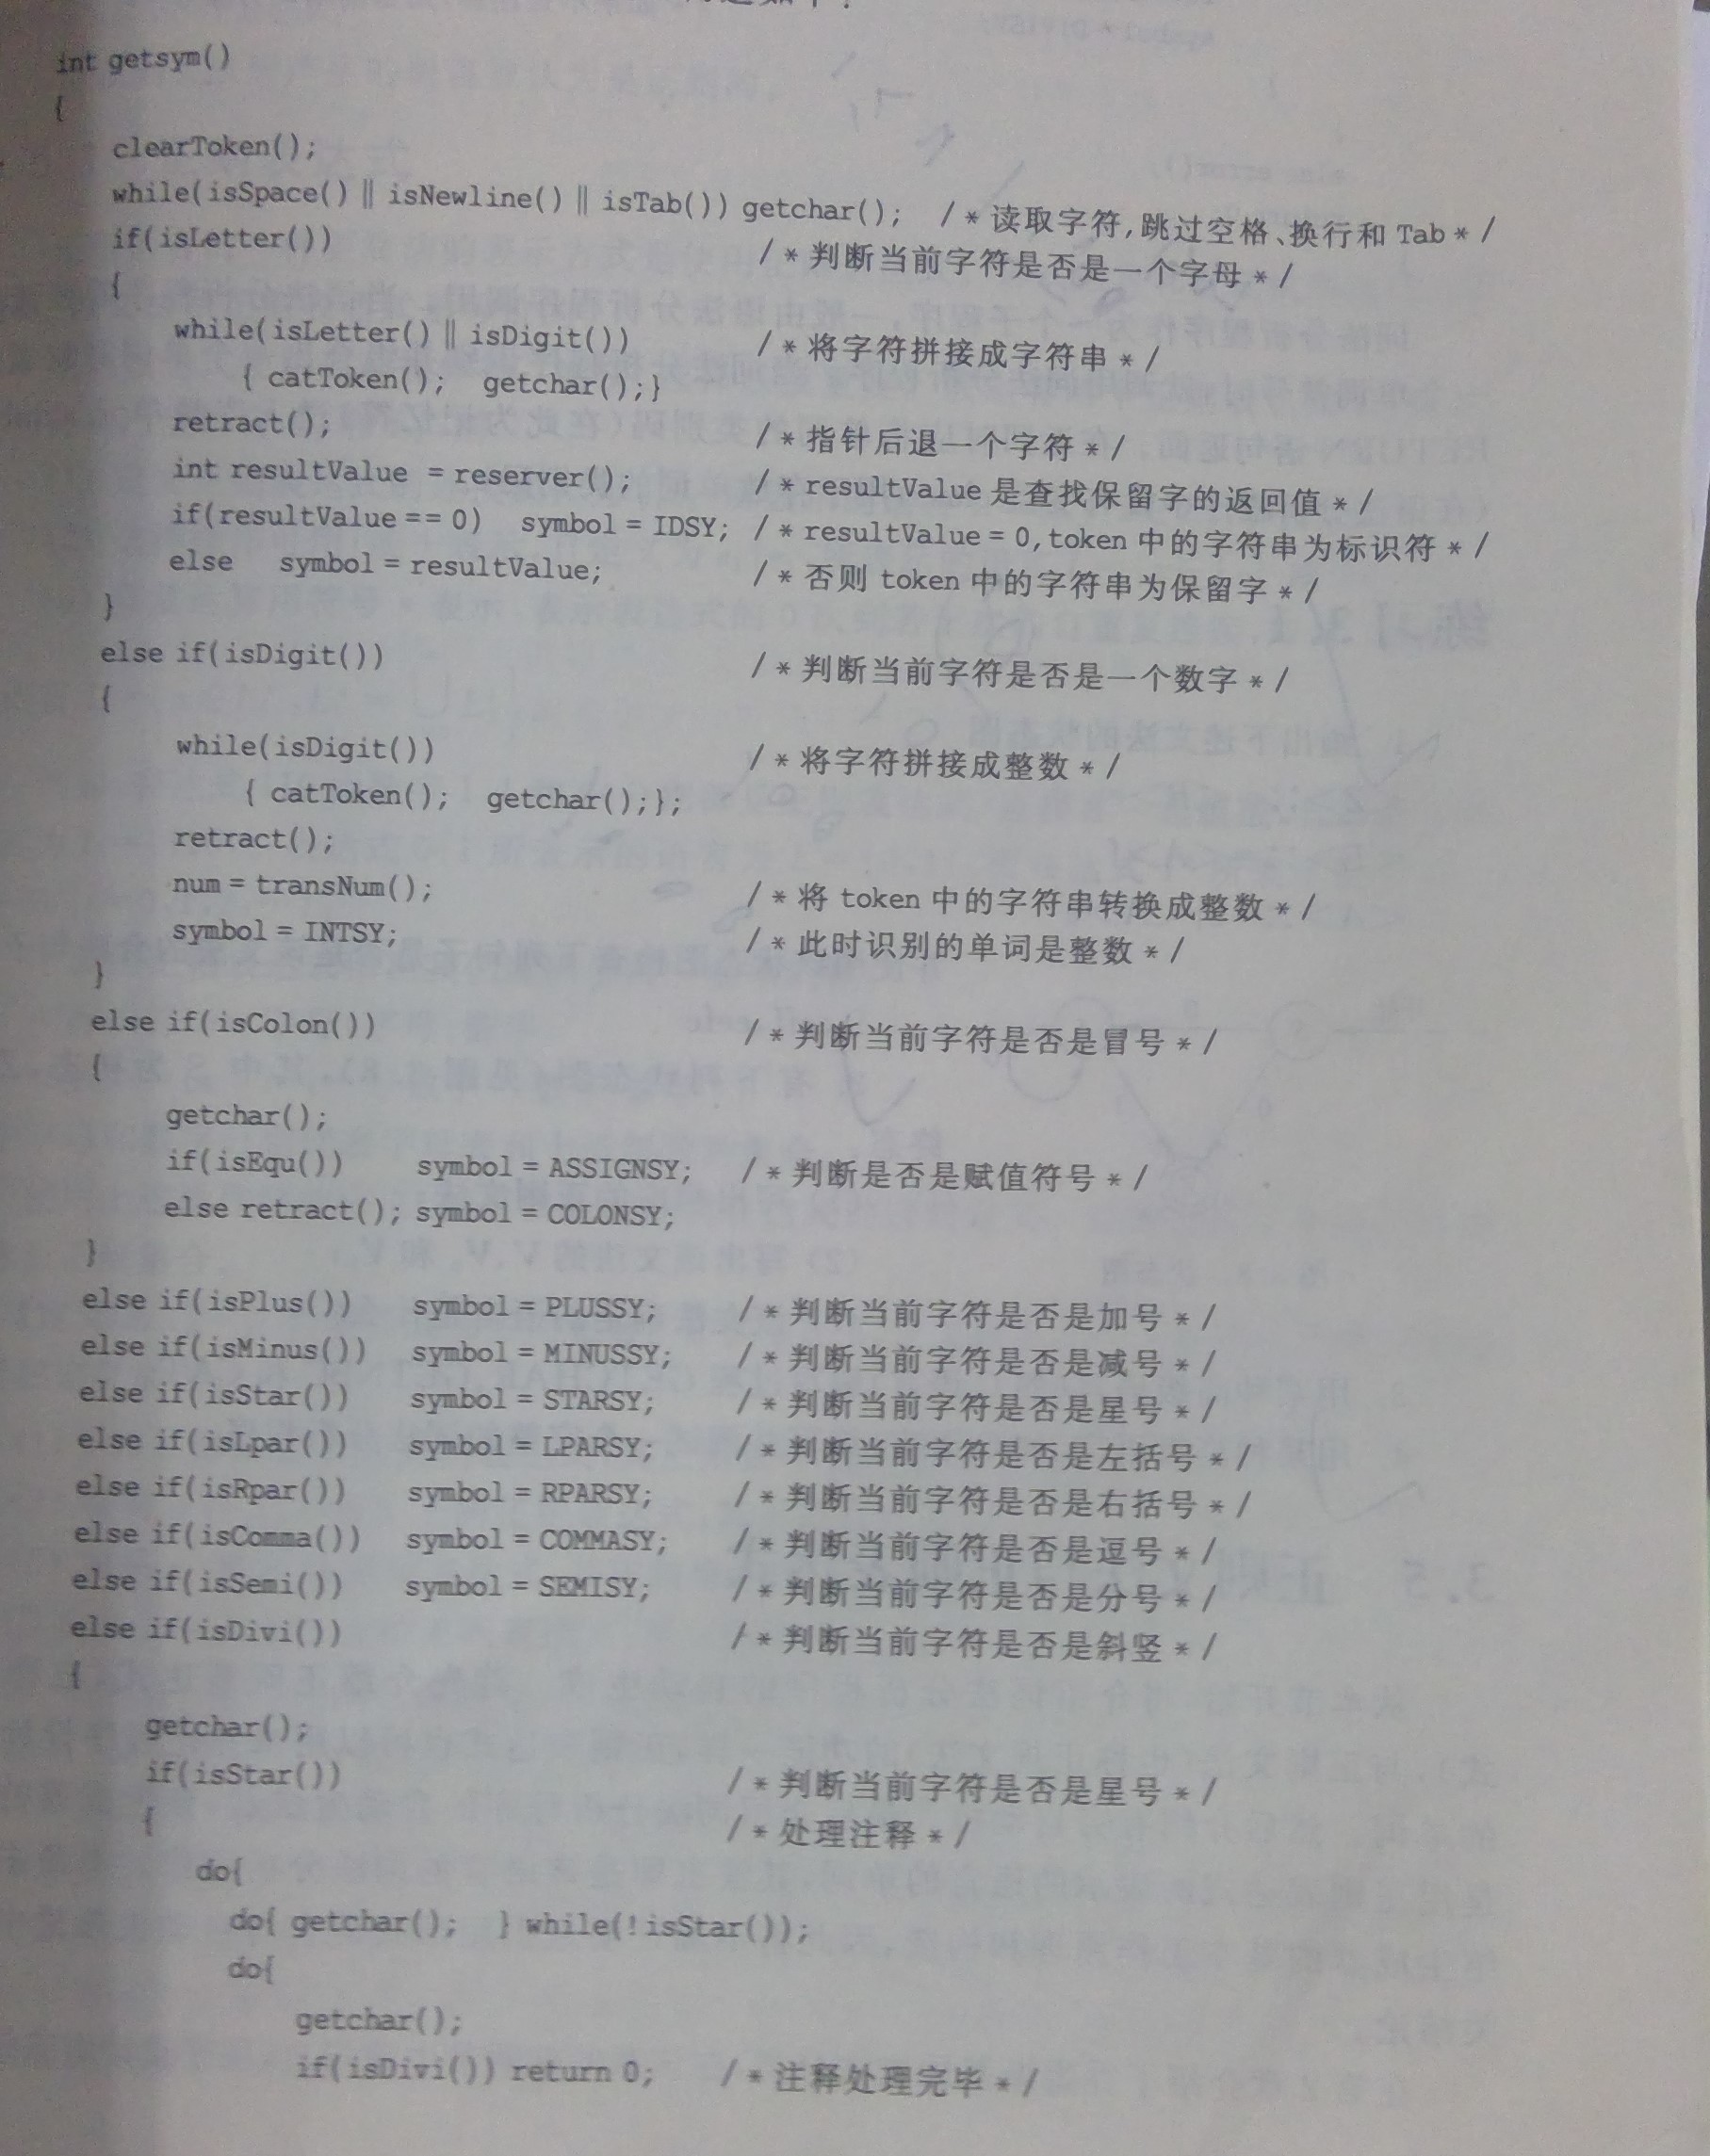 int getsym()
{
clearToken();
while(isSpace() || isNewline() || isTab()) getchar(); /*读取字符,跳过空格、换行和 Tab*/
if(isLetter()) /*判断当前字符是否是一个字母*/
{
while(isLetter() || isDigit()) /*将字符拼接成字符串*/
{ catToken(); getchar();}
retract(); /*指针后退一个字符*/
int resultValue = reserver(); /*resultValue 是查找保留字的返回值*/
if(resultValue == 0) symbol = IDSY; /*resultValue = 0,token 中的字符串为标识符*/
else symbol = resultValue; /*否则 token 中的字符串为保留字*/
}
else if(isDigit()) /*判断当前字符是否是一个数字*/
{
while(isDigit()) /*将字符拼接成整数*/
{ catToken(); getchar();};
retract();
num = transNum(); /*将 token 中的字符串转换成整数*/
symbol = INTSY; /*此时识别的单词是整数*/
}
else if(isColon()) /*判断当前字符是否是冒号*/
{
getchar();
if(isEqu()) symbol = ASSIGNSY; /*判断是否是赋值符号*/
else retract(); symbol = COLONSY;
}
else if(isPlus()) symbol = PLUSSY; /*判断当前字符是否是加号*/
else if(isMinus()) symbol = MINUSSY; /*判断当前字符是否是减号*/
else if(isStar()) symbol = STARSY; /*判断当前字符是否是星号*/
else if(isLpar()) symbol = LPARSY; /*判断当前字符是否是左括号*/
else if(isRpar()) symbol = RPARSY; /*判断当前字符是否是右括号*/
else if(isComma()) symbol = COMMASY; /*判断当前字符是否是逗号*/
else if(isSemi()) symbol = SEMISY; /*判断当前字符是否是分号*/
else if(isDivi()) /*判断当前字符是否是斜竖*/
{
getchar();
if(isStar()) /*判断当前字符是否是星号*/
{ /*处理注释*/
do{
do{ getchar(); } while(!isStar());
do{
getchar();
if(isDivi()) return 0; /*注释处理完毕*/